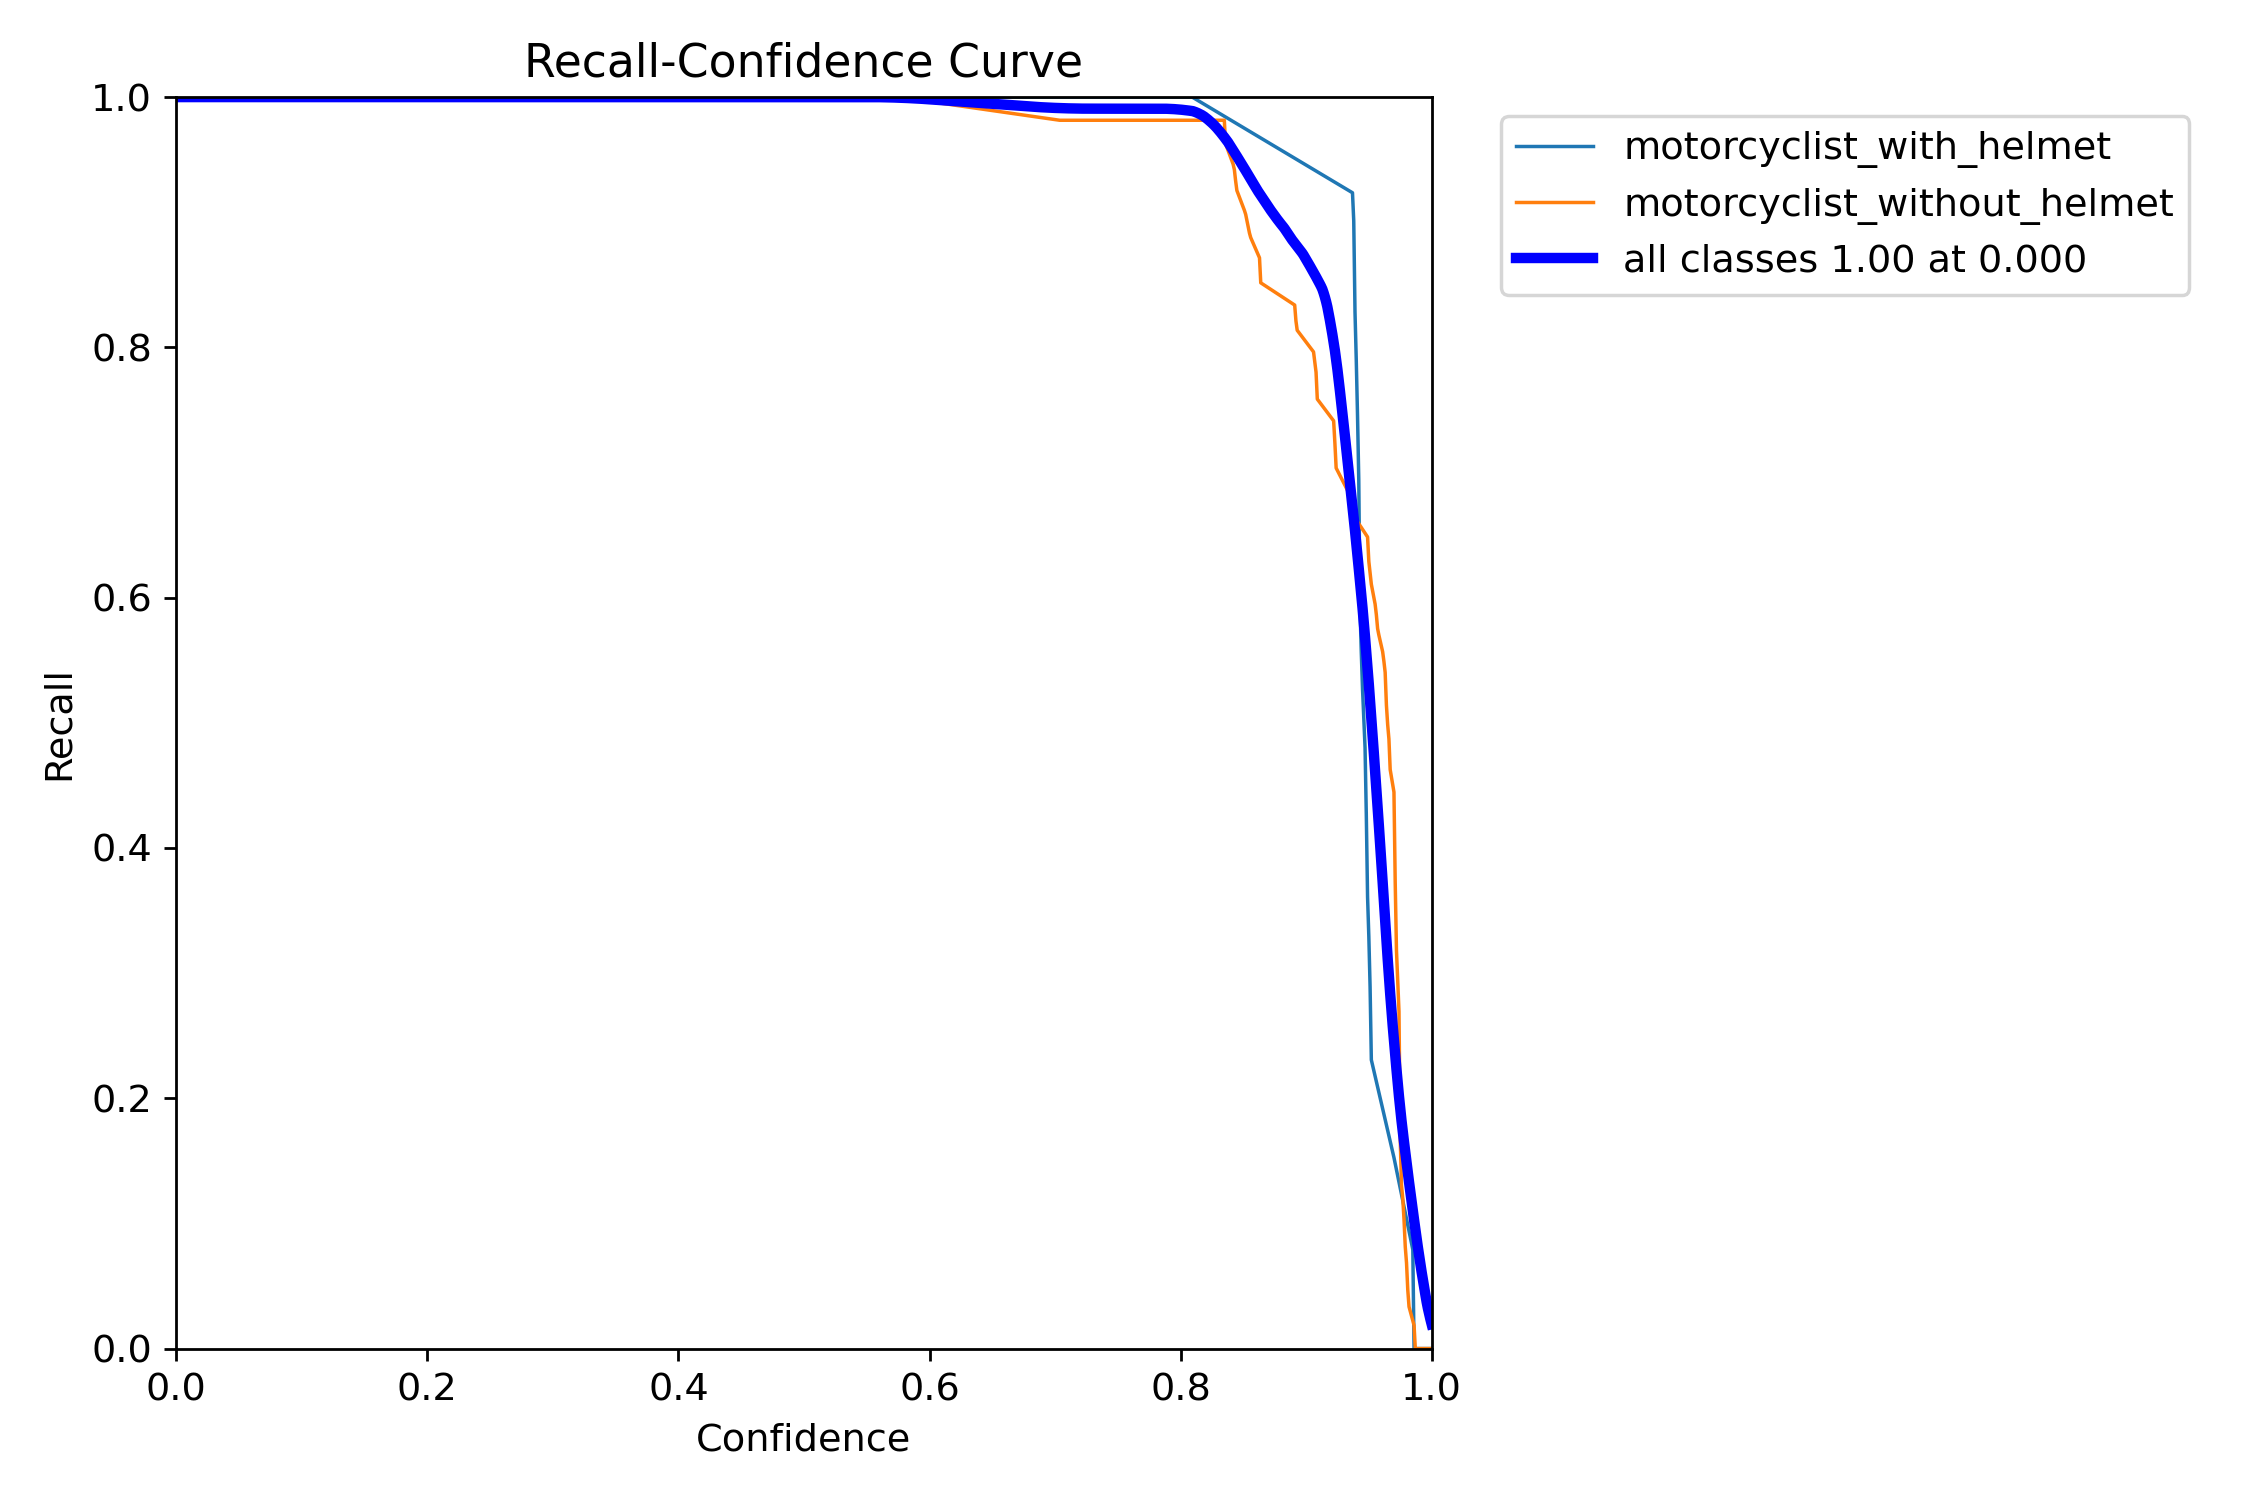 Recall-Confidence Curve
1.0
0.8
0.6
0.4
0.2
0.0
Recall
0.0 0.2 0.4 0.6 0.8 1.0
Confidence
motorcyclist_with_helmet
motorcyclist_without_helmet
all classes 1.00 at 0.000